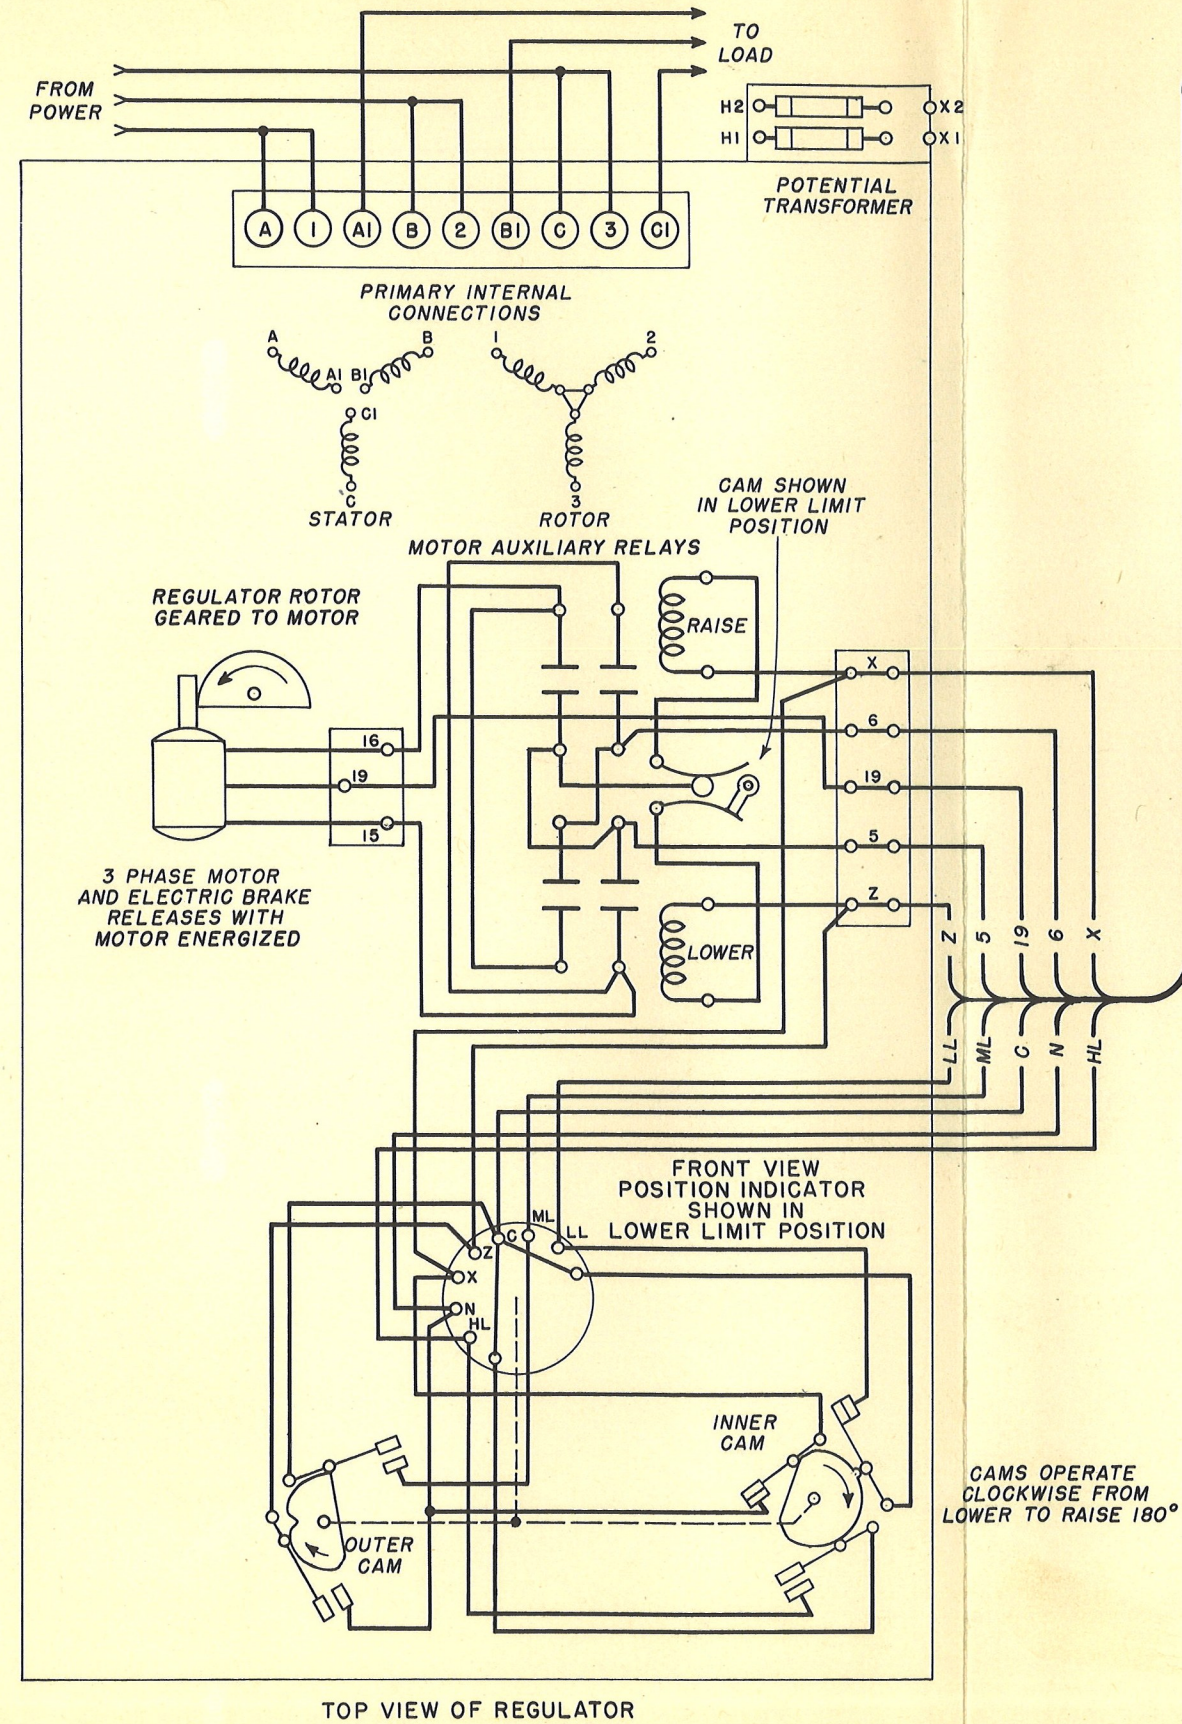 TO
LOAD
FROM
POWER
H2
X2
H1
X1
POTENTIAL
TRANSFORMER
A
1
A1
B
2
B1
C
3
C1
PRIMARY INTERNAL
CONNECTIONS
A
B
1
2
A1
B1
C1
C
3
STATOR
ROTOR
CAM SHOWN
IN LOWER LIMIT
POSITION
MOTOR AUXILIARY RELAYS
REGULATOR ROTOR
GEARED TO MOTOR
RAISE
X
6
19
5
Z
16
19
15
3 PHASE MOTOR
AND ELECTRIC BRAKE
RELEASES WITH
MOTOR ENERGIZED
LOWER
Z
5
19
6
X
LL
ML
C
N
HL
FRONT VIEW
POSITION INDICATOR
SHOWN IN
LOWER LIMIT POSITION
ML
LL
C
Z
X
N
HL
INNER
CAM
OUTER
CAM
CAMS OPERATE
CLOCKWISE FROM
LOWER TO RAISE 180°
TOP VIEW OF REGULATOR